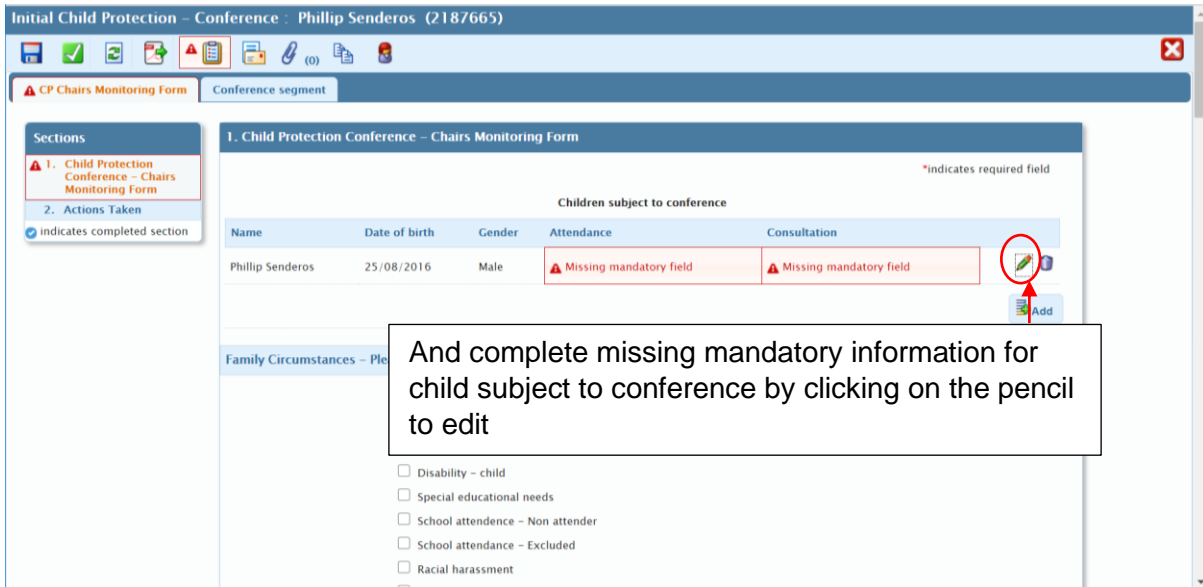 Initial Child Protection – Conference : Phillip Senderos (2187665)
(0)
CP Chairs Monitoring Form
Conference segment
Sections
1. Child Protection
Conference – Chairs
Monitoring Form
2. Actions Taken
indicates completed section
1. Child Protection Conference – Chairs Monitoring Form
*indicates required field
Children subject to conference
Name Date of birth Gender Attendance Consultation
Phillip Senderos 25/08/2016 Male Missing mandatory field Missing mandatory field
Add
And complete missing mandatory information for
child subject to conference by clicking on the pencil
to edit
Family Circumstances – Ple
Disability – child
Special educational needs
School attendence – Non attender
School attendance – Excluded
Racial harassment